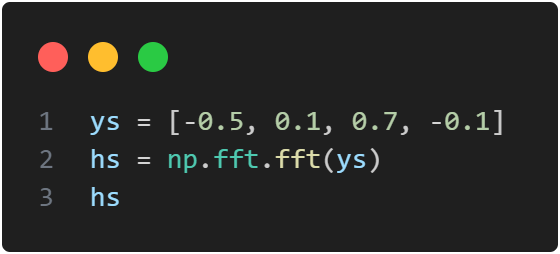 1 ys = [-0.5, 0.1, 0.7, -0.1]
2 hs = np.fft.fft(ys)
3 hs